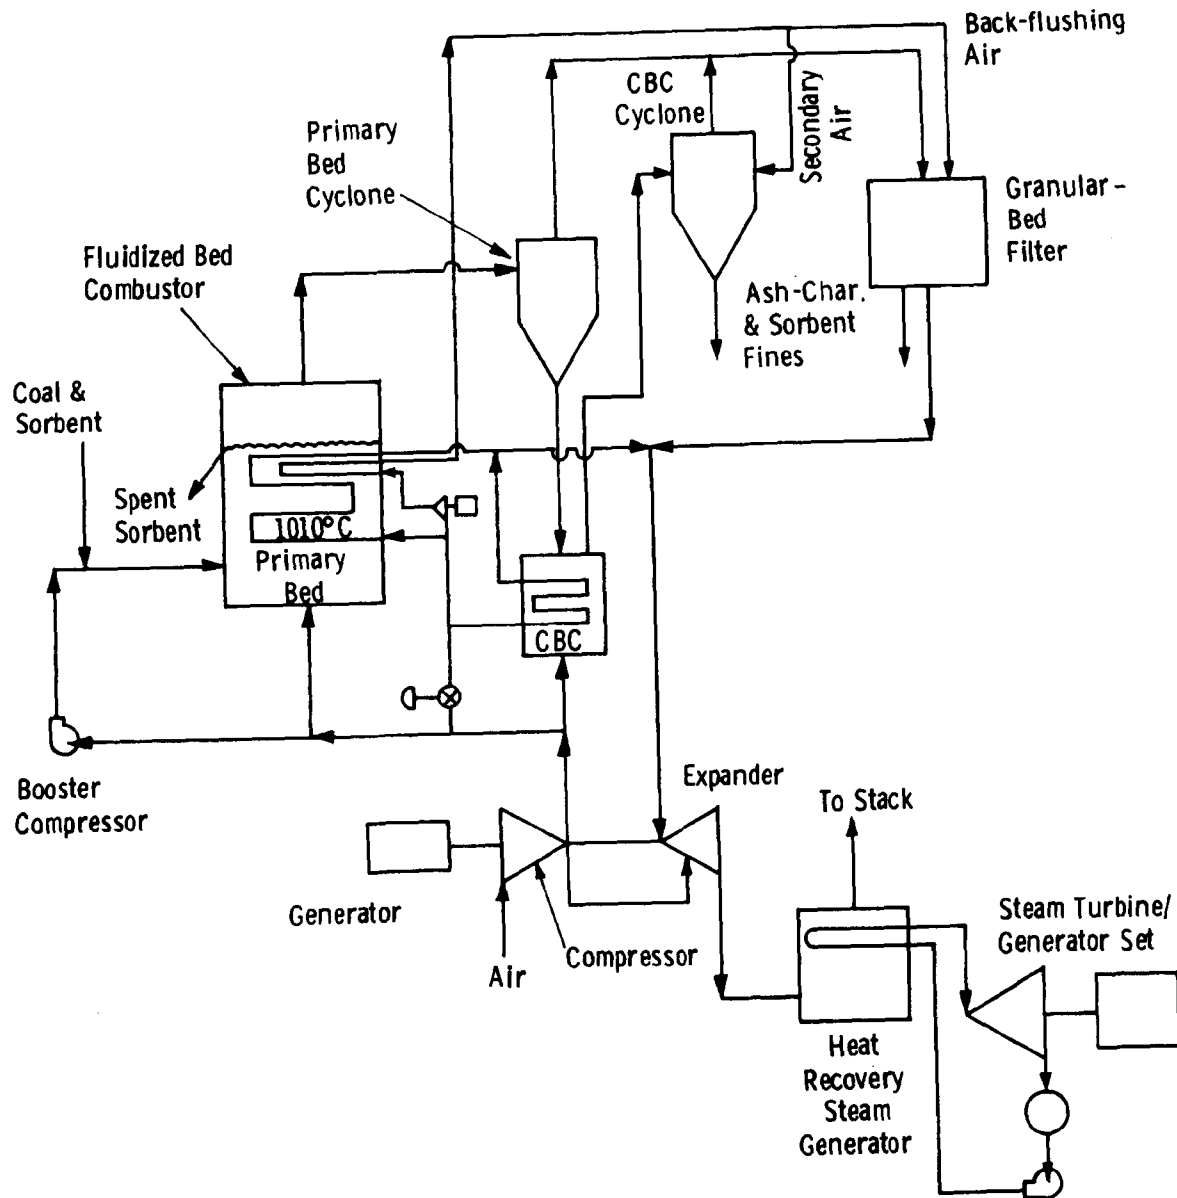 Back-flushing
Air
CBC
Cyclone
Secondary
Air
Primary
Bed
Cyclone
Granular-
Bed
Filter
Fluidized Bed
Combustor
Ash-Char.
& Sorbent
Fines
Coal &
Sorbent
Spent
Sorbent
1010°C
Primary
Bed
CBC
Booster
Compressor
Expander
To Stack
Generator
Air
Compressor
Steam Turbine/
Generator Set
Heat
Recovery
Steam
Generator